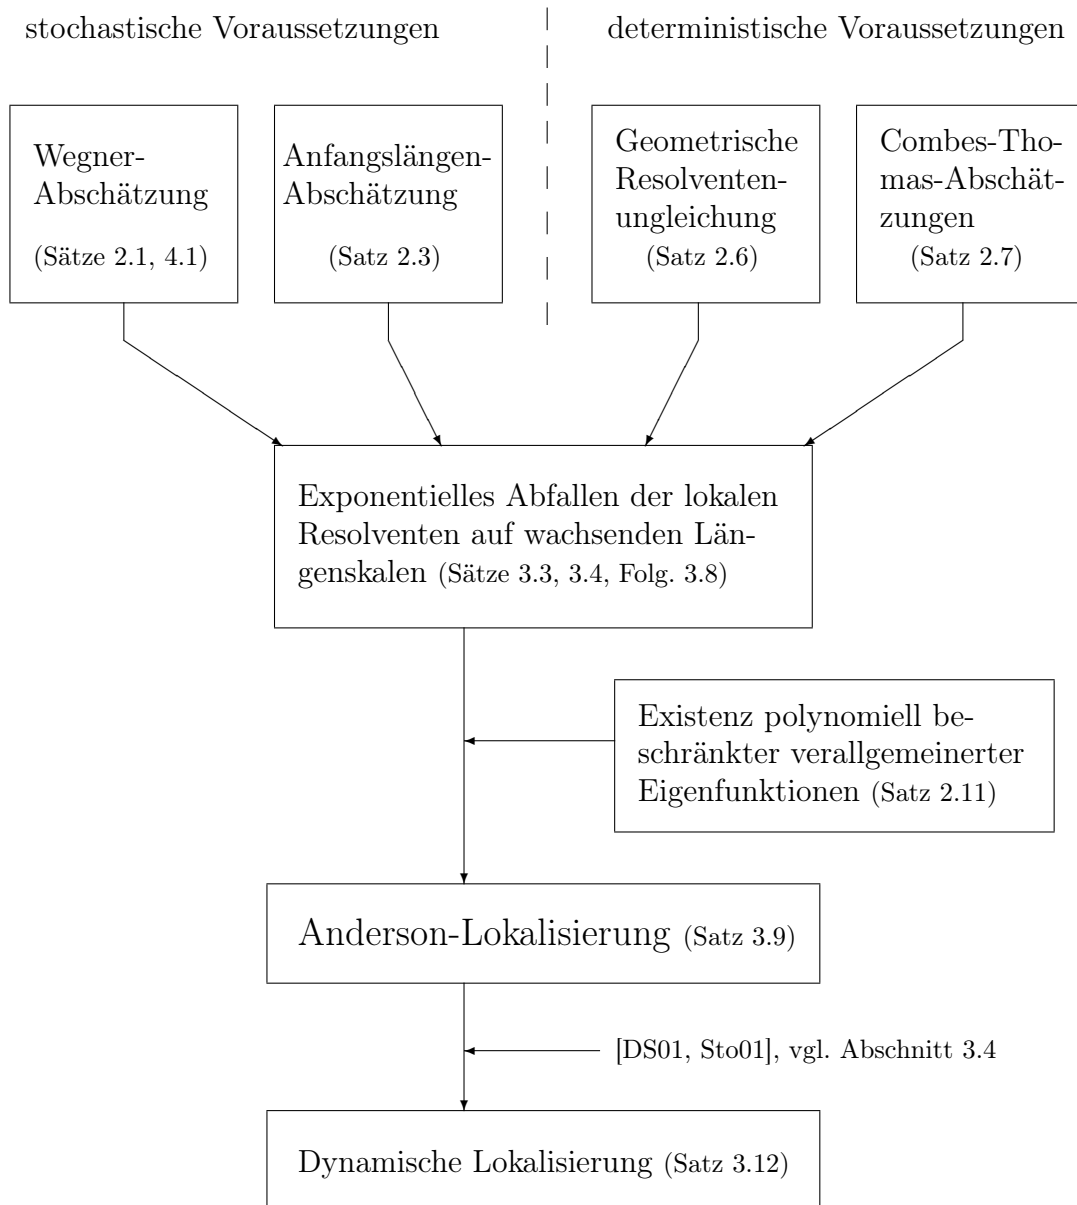 stochastische Voraussetzungen
deterministische Voraussetzungen
Wegner-
Abschätzung
(Sätze 2.1, 4.1)
Anfangslängen-
Abschätzung
(Satz 2.3)
Geometrische
Resolventen-
ungleichung
(Satz 2.6)
Combes-Tho-
mas-Abschät-
zungen
(Satz 2.7)
Exponentielles Abfallen der lokalen
Resolventen auf wachsenden Län-
genskalen (Sätze 3.3, 3.4, Folg. 3.8)
Existenz polynomiell be-
schränkter verallgemeinerter
Eigenfunktionen (Satz 2.11)
Anderson-Lokalisierung (Satz 3.9)
[DS01, Sto01], vgl. Abschnitt 3.4
Dynamische Lokalisierung (Satz 3.12)